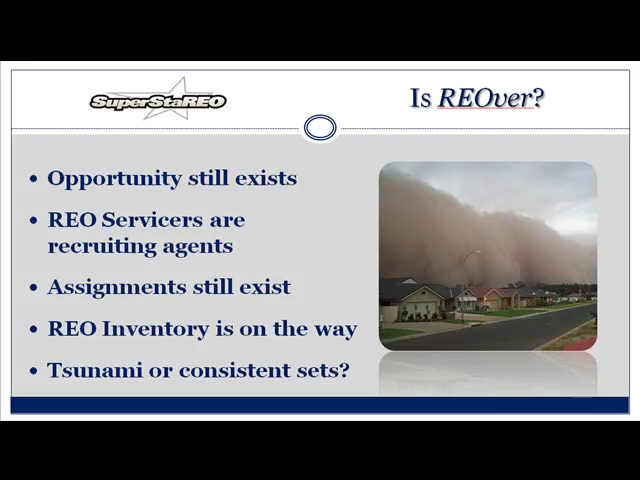 SuperStaREO
Is REOver?
• Opportunity still exists
• REO Servicers are
recruiting agents
• Assignments still exist
• REO Inventory is on the way
• Tsunami or consistent sets?